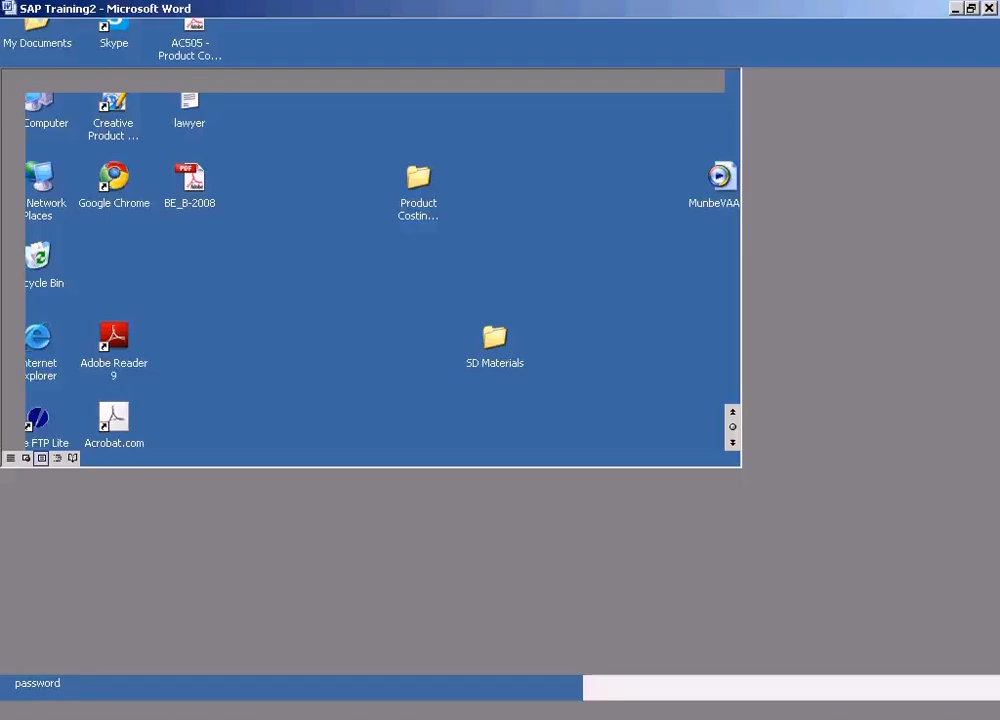 SAP Training2 - Microsoft Word
My Documents
Skype
AC505 -
Product Co...
Computer
Creative
Product ...
lawyer
Network
Places
Google Chrome
BE_B-2008
Product
Costin...
MunbeVAA
cycle Bin
nternet
xplorer
Adobe Reader
9
SD Materials
e FTP Lite
Acrobat.com
password